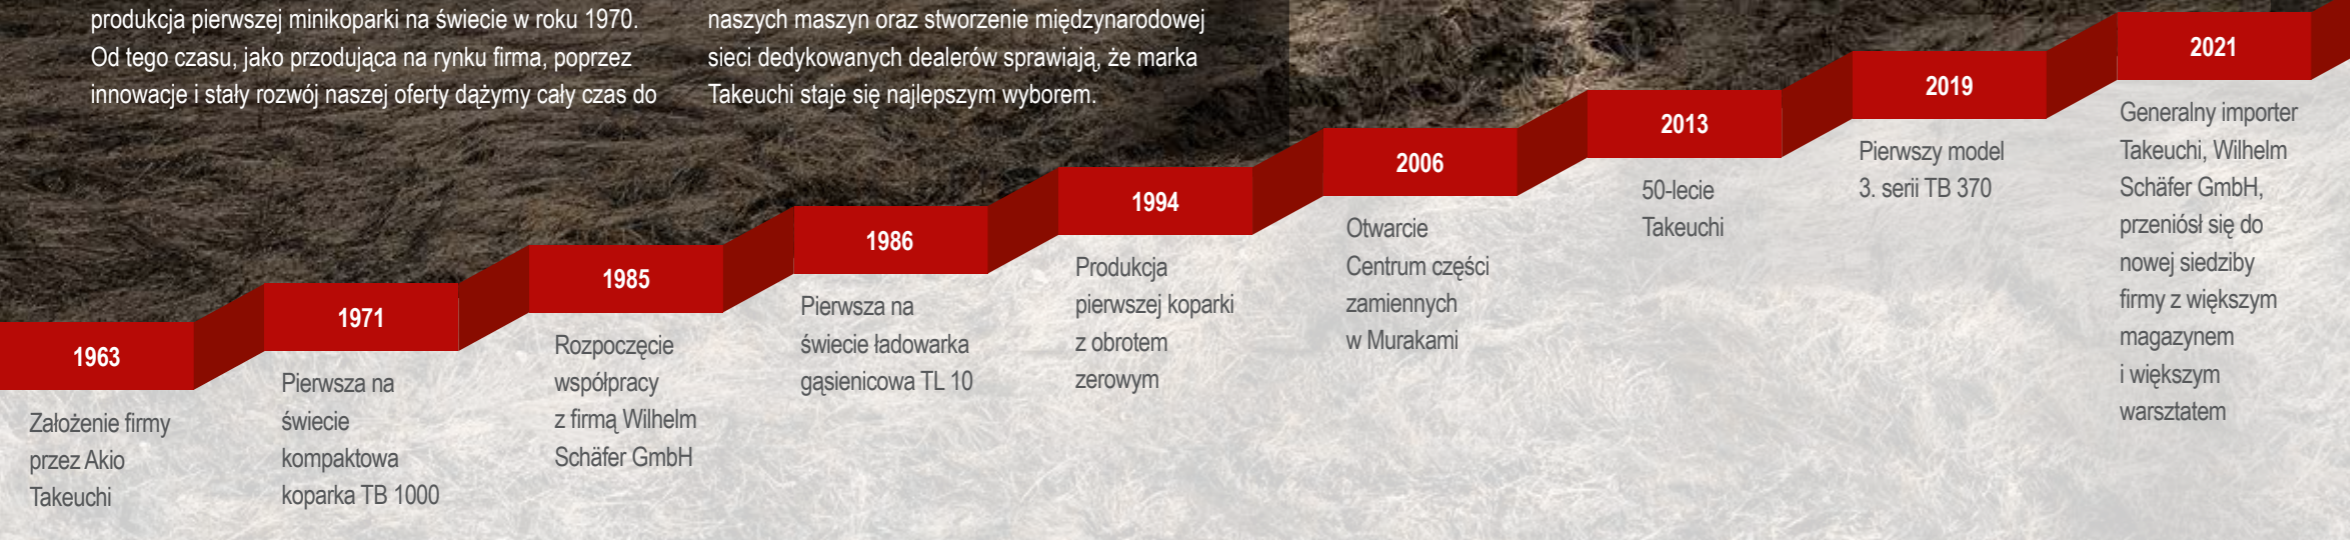 produkcja pierwszej minikoparki na świecie w roku 1970.
Od tego czasu, jako przodująca na rynku firma, poprzez
innowacje i stały rozwój naszej oferty dążymy cały czas do
naszych maszyn oraz stworzenie międzynarodowej
sieci dedykowanych dealerów sprawiają, że marka
Takeuchi staje się najlepszym wyborem.
1963
Założenie firmy
przez Akio
Takeuchi
1971
Pierwsza na
świecie
kompaktowa
koparka TB 1000
1985
Rozpoczęcie
współpracy
z firmą Wilhelm
Schäfer GmbH
1986
Pierwsza na
świecie ładowarka
gąsienicowa TL 10
1994
Produkcja
pierwszej koparki
z obrotem
zerowym
2006
Otwarcie
Centrum części
zamiennych
w Murakami
2013
50-lecie
Takeuchi
2019
Pierwszy model
3. serii TB 370
2021
Generalny importer
Takeuchi, Wilhelm
Schäfer GmbH,
przeniósł się do
nowej siedziby
firmy z większym
magazynem
i większym
warsztatem